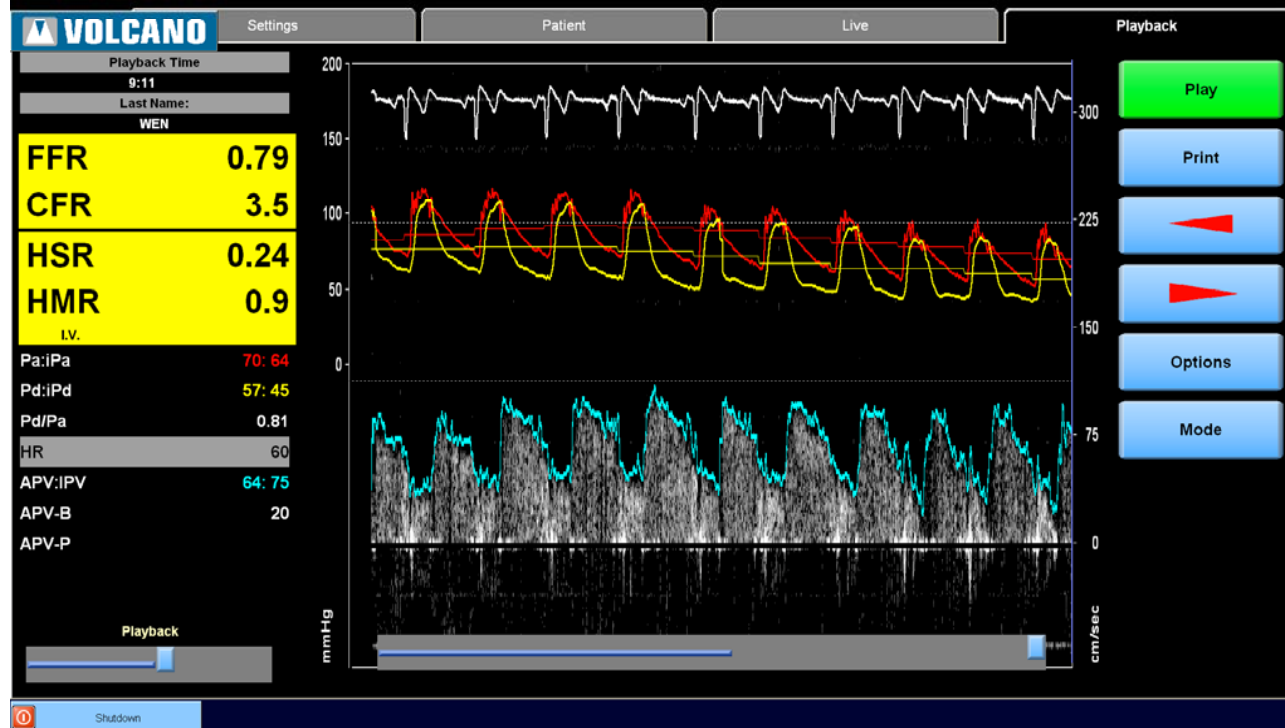 VOLCANO
Settings
Patient
Live
Playback
Playback Time
9:11
Last Name:
WEN
FFR 0.79
CFR 3.5
HSR 0.24
HMR 0.9
I.V.
Pa:iPa 70: 64
Pd:iPd 57: 45
Pd/Pa 0.81
HR 60
APV:IPV 64: 75
APV-B 20
APV-P
Playback
200
150
100
50
0
mmHg
300
225
150
75
0
cm/sec
Play
Print
Options
Mode
Shutdown